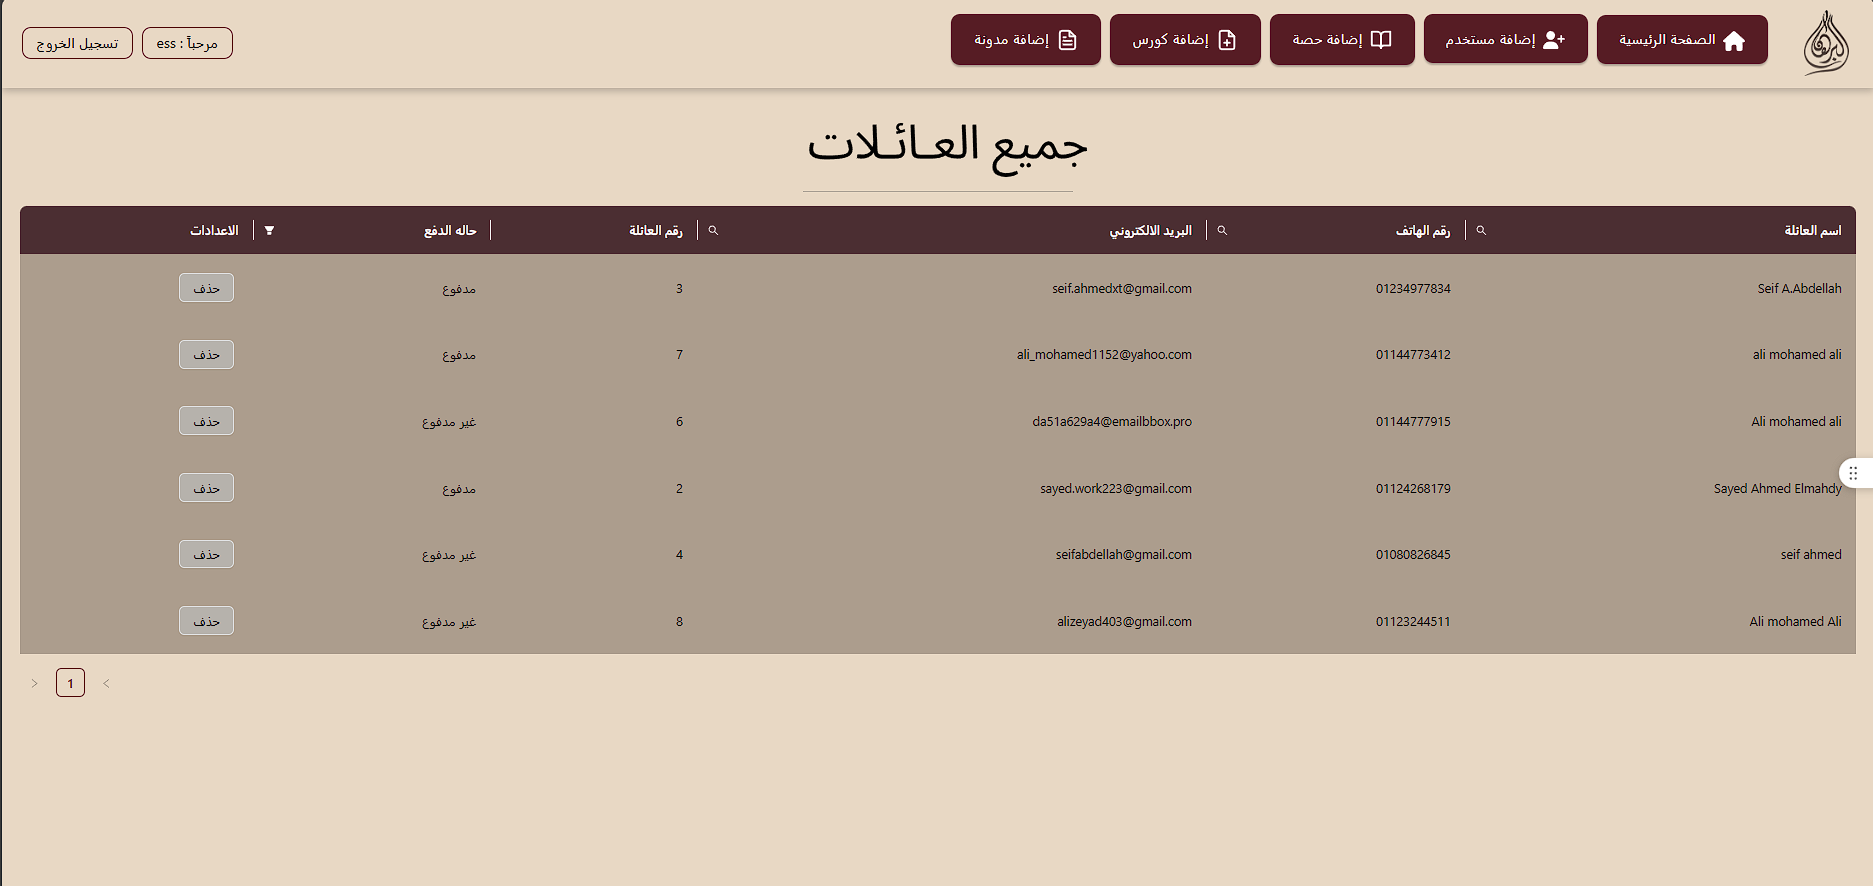 الصفحة الرئيسية
إضافة مستخدم
إضافة حصة
إضافة كورس
إضافة مدونة
مرحباً : ess
تسجيل الخروج
جميع العـائـلات
اسم العائلة رقم الهاتف البريد الالكتروني رقم العائلة حاله الدفع الاعدادات
Seif A.Abdellah 01234977834 seif.ahmedxt@gmail.com 3 مدفوع حذف
ali mohamed ali 01144773412 ali_mohamed1152@yahoo.com 7 مدفوع حذف
Ali mohamed ali 01144777915 da51a629a4@emailbbox.pro 6 غير مدفوع حذف
Sayed Ahmed Elmahdy 01124268179 sayed.work223@gmail.com 2 مدفوع حذف
seif ahmed 01080826845 seifabdellah@gmail.com 4 غير مدفوع حذف
Ali mohamed Ali 01123244511 alizeyad403@gmail.com 8 غير مدفوع حذف
1